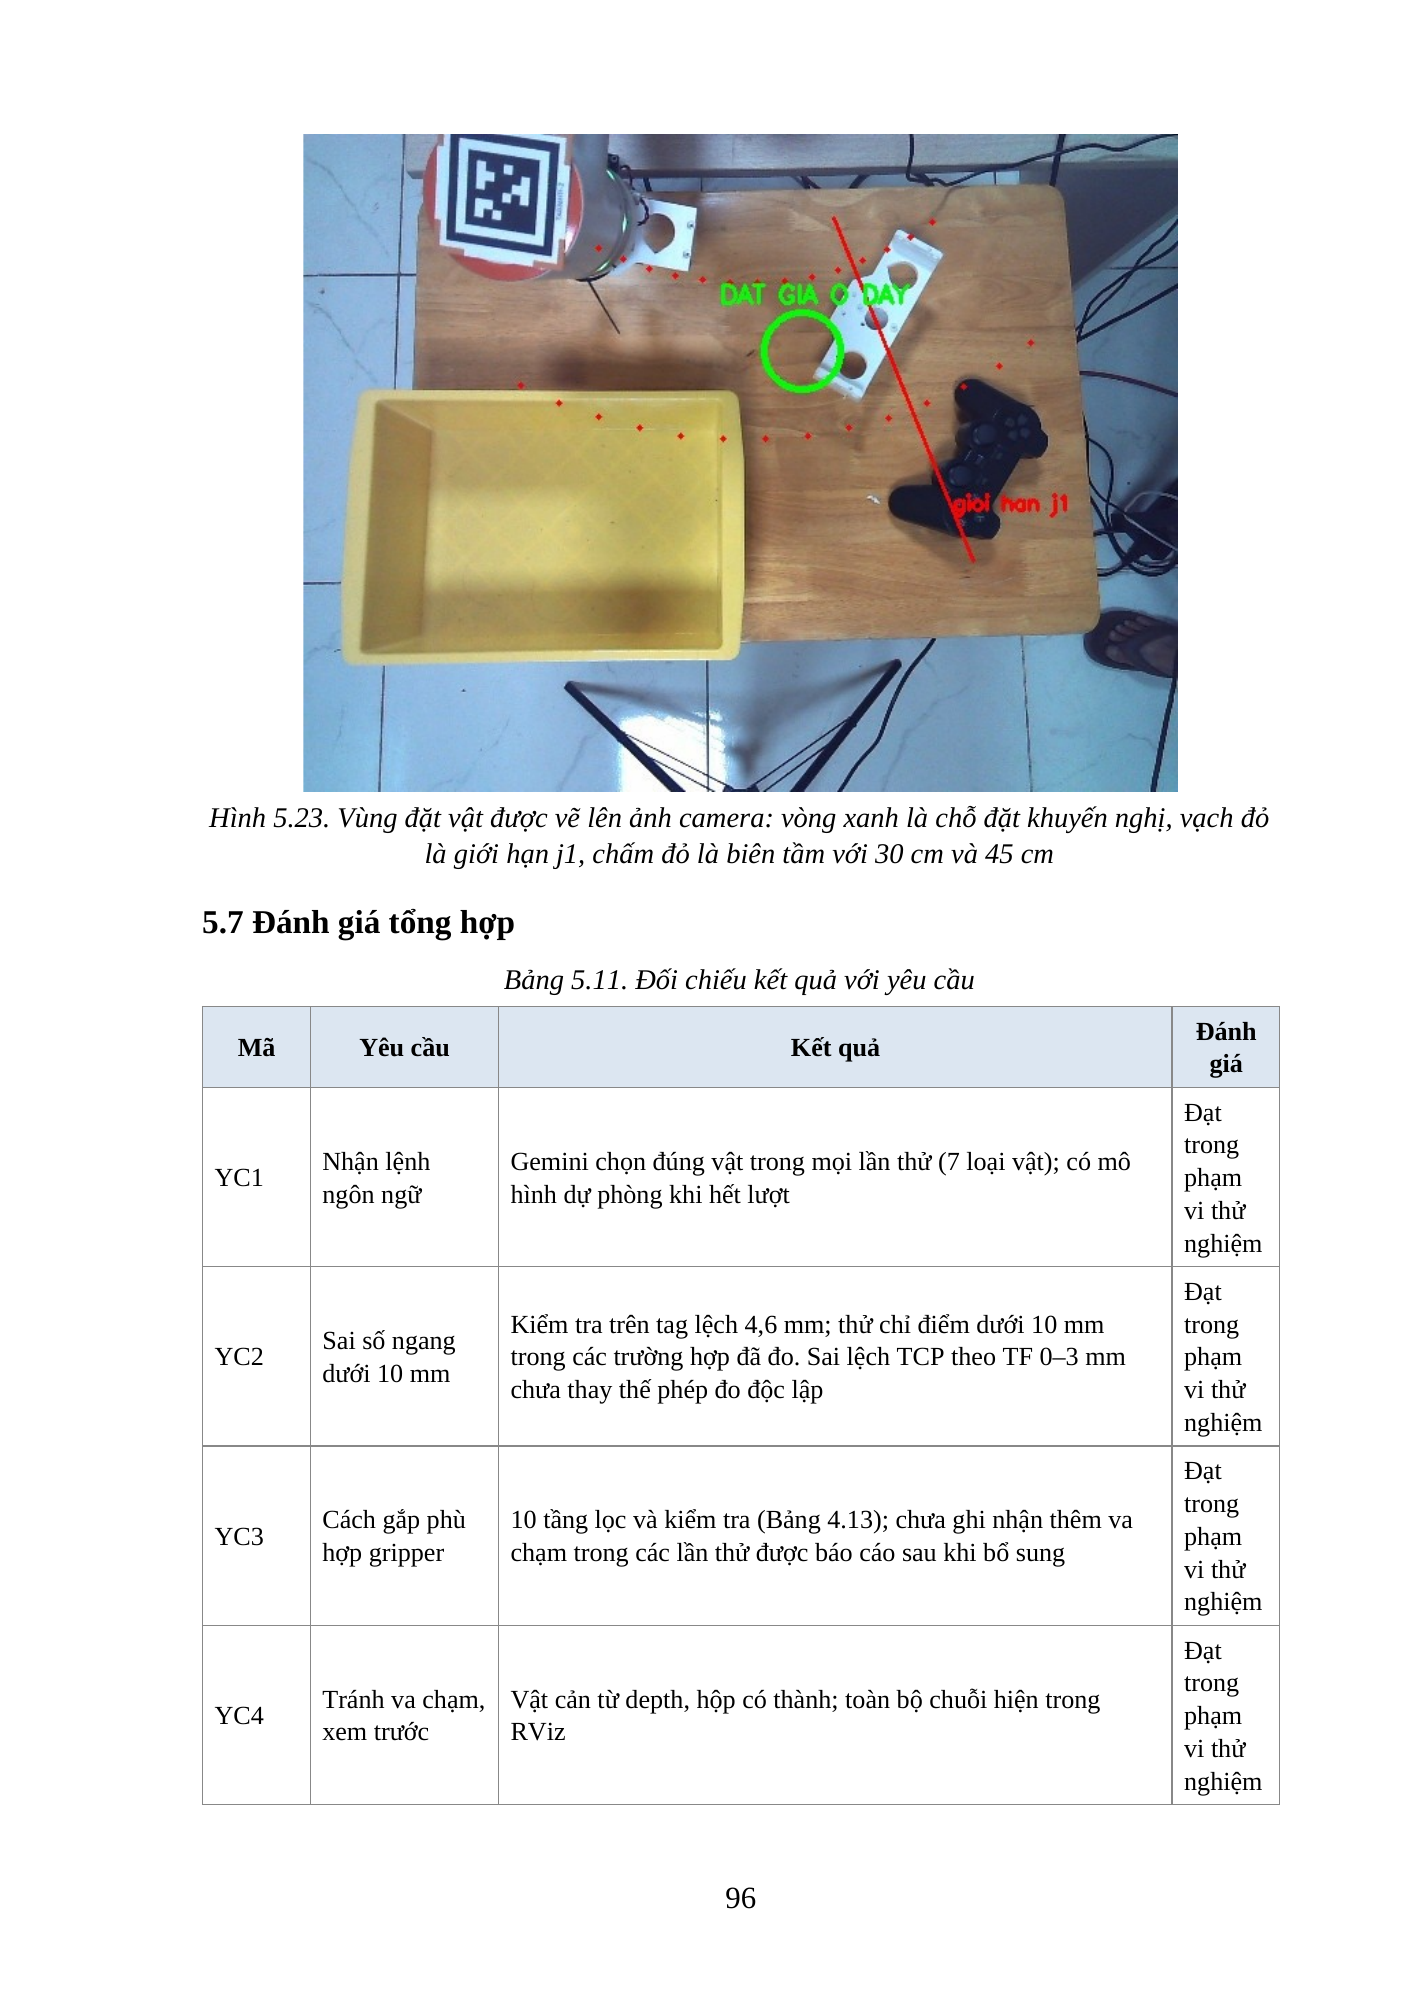 DAT GIA O DAY
gioi han j1
Hình 5.23. Vùng đặt vật được vẽ lên ảnh camera: vòng xanh là chỗ đặt khuyến nghị, vạch đỏ
là giới hạn j1, chấm đỏ là biên tầm với 30 cm và 45 cm
5.7 Đánh giá tổng hợp
Bảng 5.11. Đối chiếu kết quả với yêu cầu
Mã
Yêu cầu
Kết quả
Đánh
giá
YC1
Nhận lệnh
ngôn ngữ
Gemini chọn đúng vật trong mọi lần thử (7 loại vật); có mô
hình dự phòng khi hết lượt
Đạt
trong
phạm
vi thử
nghiệm
YC2
Sai số ngang
dưới 10 mm
Kiểm tra trên tag lệch 4,6 mm; thử chỉ điểm dưới 10 mm
trong các trường hợp đã đo. Sai lệch TCP theo TF 0–3 mm
chưa thay thế phép đo độc lập
Đạt
trong
phạm
vi thử
nghiệm
YC3
Cách gắp phù
hợp gripper
10 tầng lọc và kiểm tra (Bảng 4.13); chưa ghi nhận thêm va
chạm trong các lần thử được báo cáo sau khi bổ sung
Đạt
trong
phạm
vi thử
nghiệm
YC4
Tránh va chạm,
xem trước
Vật cản từ depth, hộp có thành; toàn bộ chuỗi hiện trong
RViz
Đạt
trong
phạm
vi thử
nghiệm
96